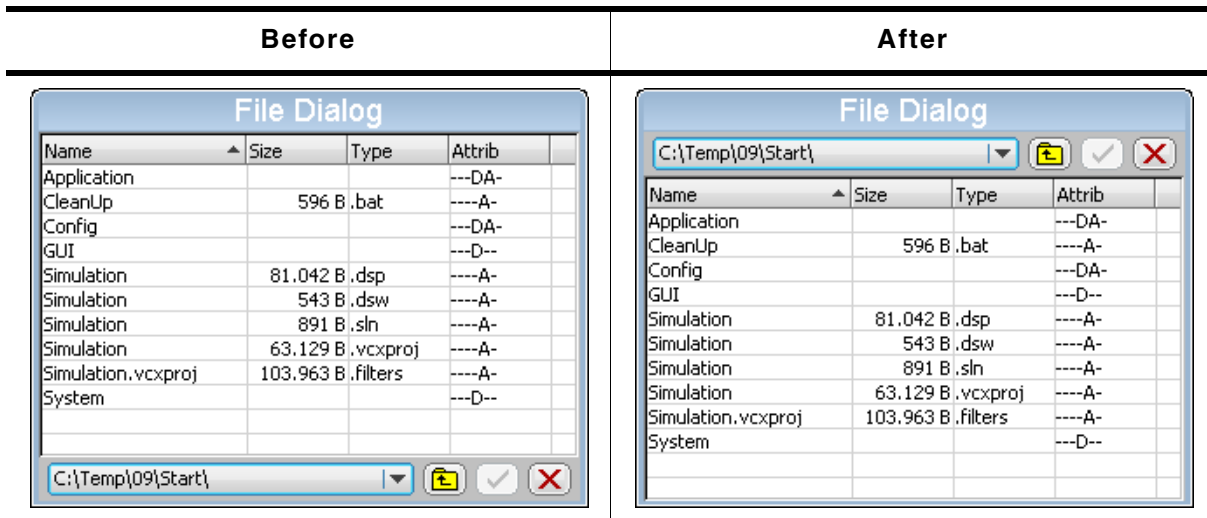 Before After
File Dialog
Name Size Type Attrib
Application ---DA-
CleanUp 596 B .bat ----A-
Config ---DA-
GUI ---D--
Simulation 81.042 B .dsp ----A-
Simulation 543 B .dsw ----A-
Simulation 891 B .sln ----A-
Simulation 63.129 B .vcxproj ----A-
Simulation.vcxproj 103.963 B .filters ----A-
System ---D--
C:\Temp\09\Start\
File Dialog
C:\Temp\09\Start\
Name Size Type Attrib
Application ---DA-
CleanUp 596 B .bat ----A-
Config ---DA-
GUI ---D--
Simulation 81.042 B .dsp ----A-
Simulation 543 B .dsw ----A-
Simulation 891 B .sln ----A-
Simulation 63.129 B .vcxproj ----A-
Simulation.vcxproj 103.963 B .filters ----A-
System ---D--